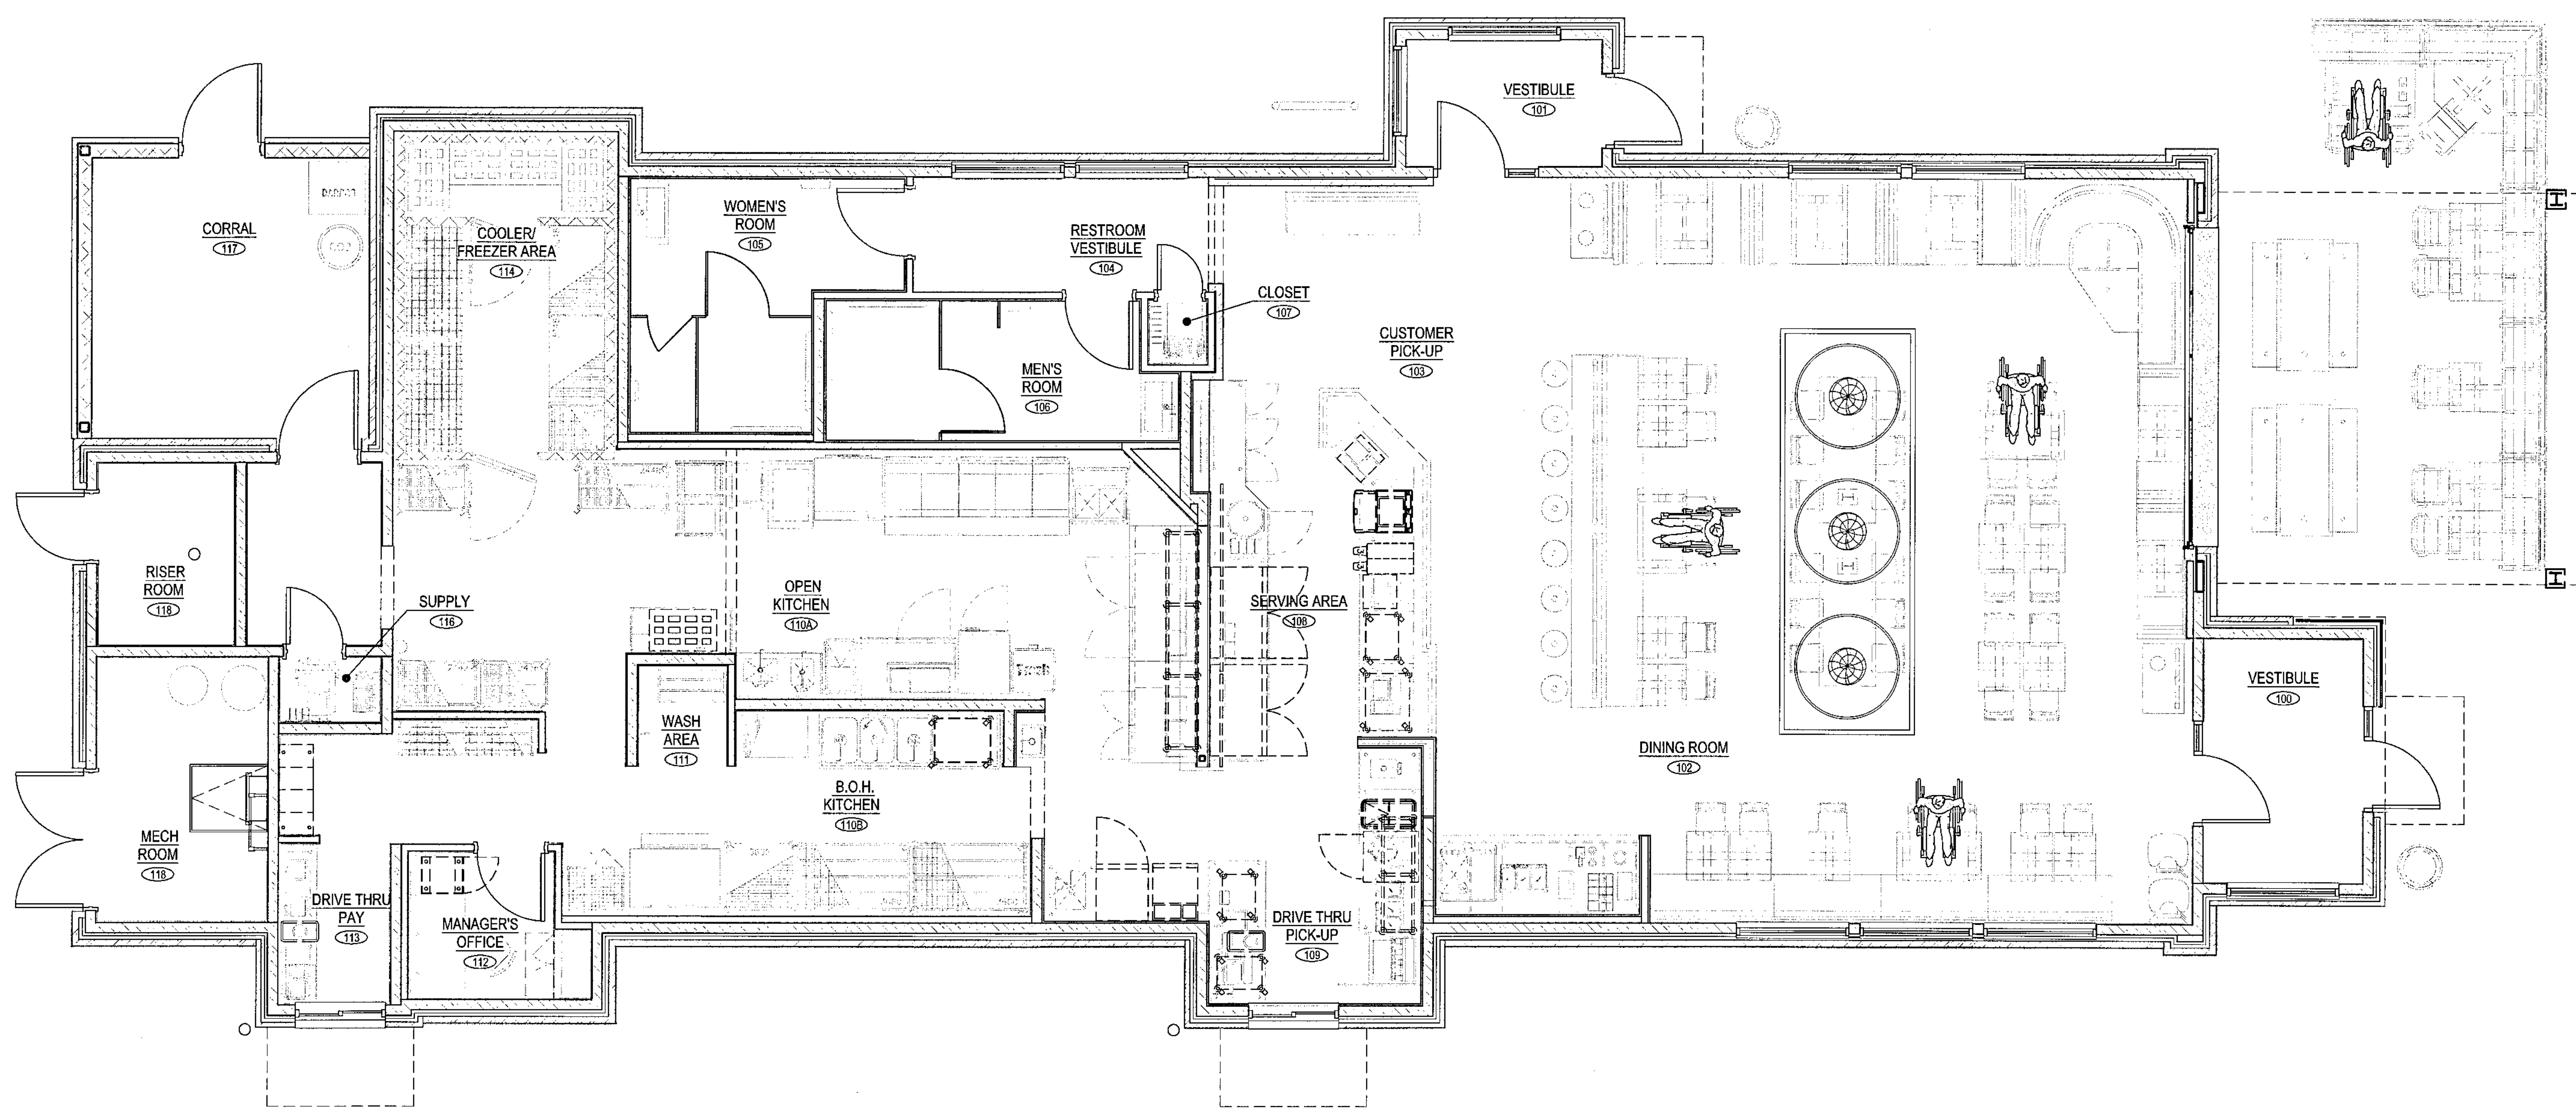 VESTIBULE
101
CORRAL
117
COOLER/
FREEZER AREA
114
WOMEN'S
ROOM
105
RESTROOM
VESTIBULE
104
CLOSET
107
CUSTOMER
PICK-UP
103
MEN'S
ROOM
106
RISER
ROOM
118
SUPPLY
116
OPEN
KITCHEN
110A
SERVING AREA
108
VESTIBULE
100
WASH
AREA
111
DINING ROOM
102
B.O.H.
KITCHEN
110B
MECH
ROOM
118
DRIVE THRU
PAY
113
MANAGER'S
OFFICE
112
DRIVE THRU
PICK-UP
109